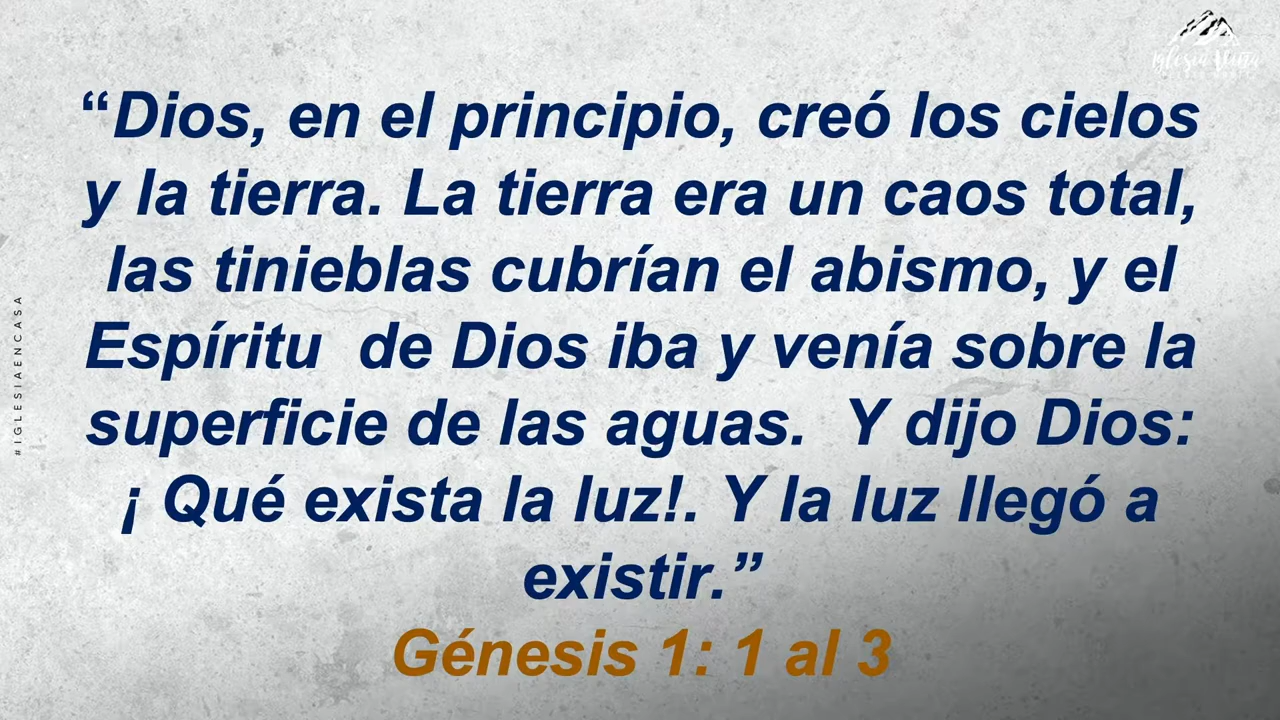 “Dios, en el principio, creó los cielos
y la tierra. La tierra era un caos total,
las tinieblas cubrían el abismo, y el
Espíritu  de Dios iba y venía sobre la
superficie de las aguas.  Y dijo Dios:
¡ Qué exista la luz!. Y la luz llegó a
existir.”
Génesis 1: 1 al 3
#IGLESIAENCASA